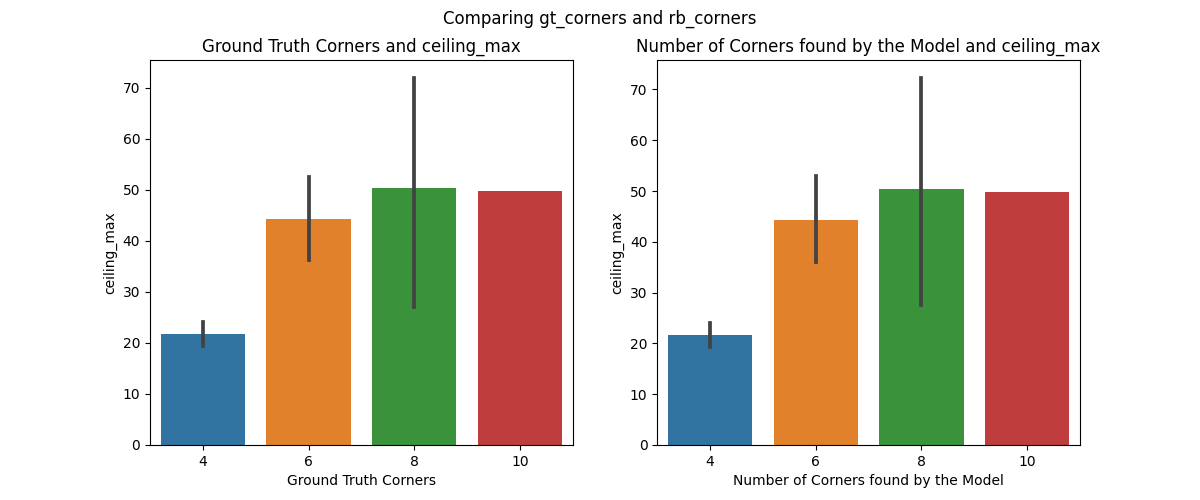 Comparing gt_corners and rb_corners
Ground Truth Corners and ceiling_max
70
60
50
40
30
20
10
0
ceiling_max
4 6 8 10
Ground Truth Corners
Number of Corners found by the Model and ceiling_max
70
60
50
40
30
20
10
0
ceiling_max
4 6 8 10
Number of Corners found by the Model